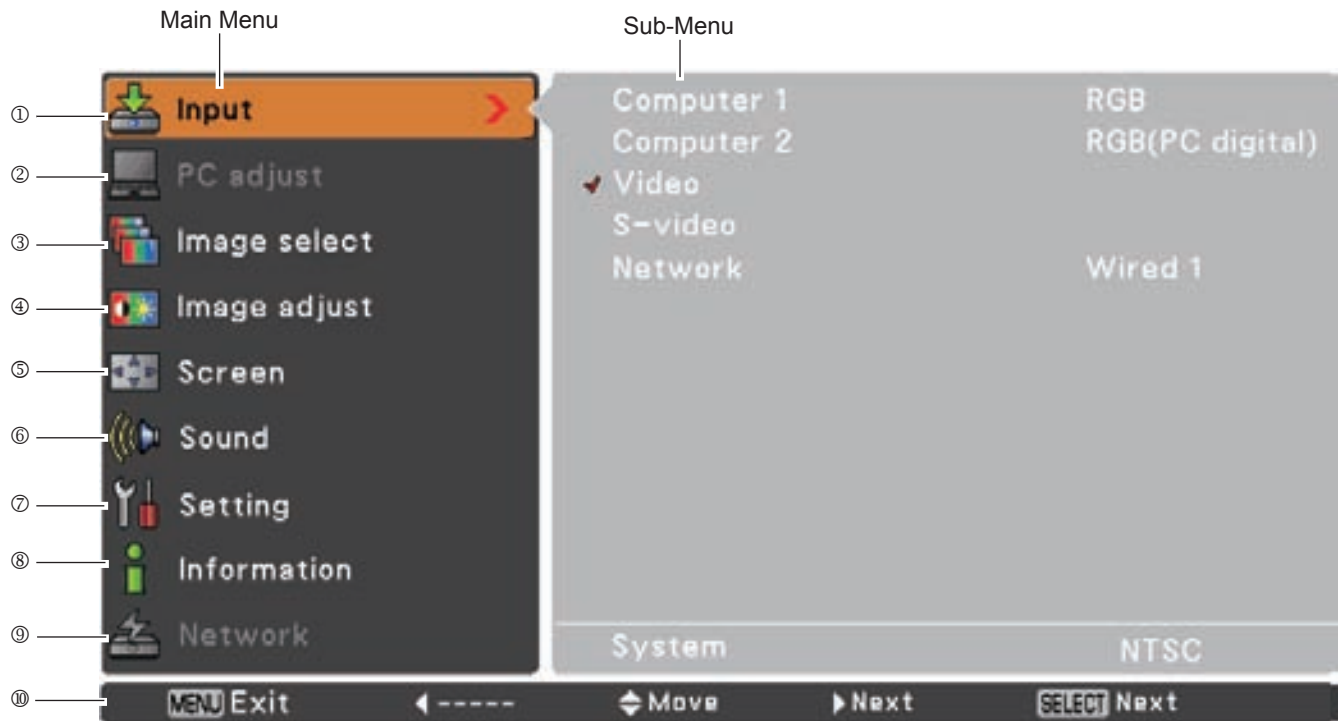 Main Menu
Sub-Menu
① Input
② PC adjust
③ Image select
④ Image adjust
⑤ Screen
⑥ Sound
⑦ Setting
⑧ Information
⑨ Network
Computer 1 RGB
Computer 2 RGB(PC digital)
Video
S-video
Network Wired 1
System NTSC
⑩ MENU Exit ----- Move Next SELECT Next